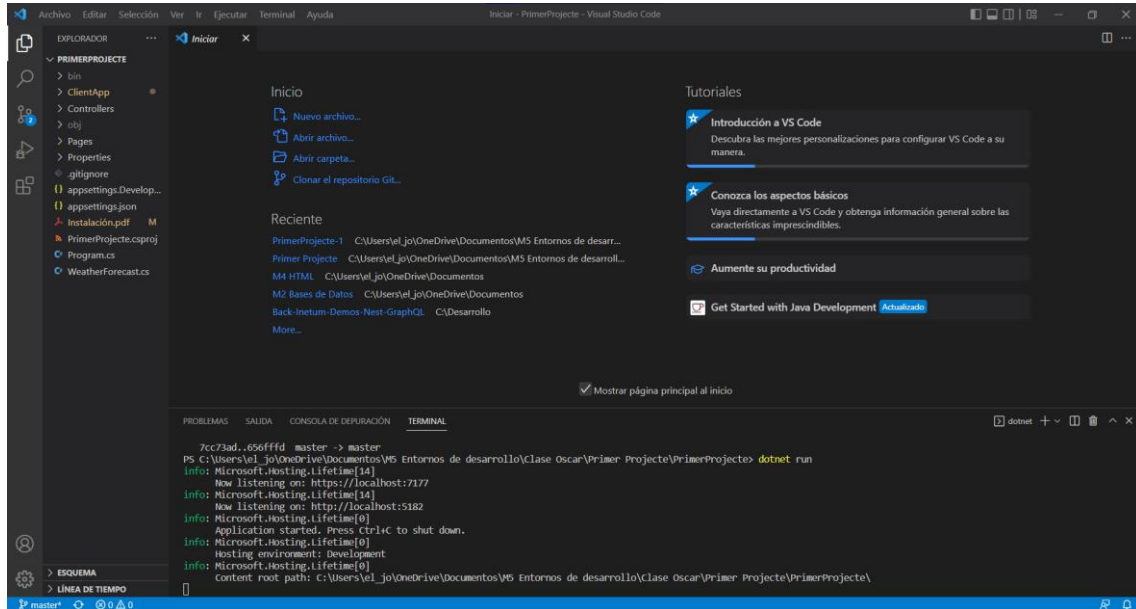 Archivo Editar Selección Ver Ir Ejecutar Terminal Ayuda
Iniciar - PrimerProjecte - Visual Studio Code
EXPLORADOR
Iniciar
PRIMERPROJECTE
bin
ClientApp
Controllers
obj
Pages
Properties
.gitignore
appsettings.Develop...
appsettings.json
Instalación.pdf M
PrimerProjecte.csproj
Program.cs
WeatherForecast.cs
2
ESQUEMA
LÍNEA DE TIEMPO
Inicio
Nuevo archivo...
Abrir archivo...
Abrir carpeta...
Clonar el repositorio Git...
Reciente
PrimerProjecte-1 C:\Users\el_jo\OneDrive\Documentos\M5 Entornos de desarr...
Primer Projecte C:\Users\el_jo\OneDrive\Documentos\M5 Entornos de desarroll...
M4 HTML C:\Users\el_jo\OneDrive\Documentos
M2 Bases de Datos C:\Users\el_jo\OneDrive\Documentos
Back-Inetum-Demos-Nest-GraphQL C:\Desarrollo
More...
Tutoriales
Introducción a VS Code
Descubra las mejores personalizaciones para configurar VS Code a su
manera.
Conozca los aspectos básicos
Vaya directamente a VS Code y obtenga información general sobre las
características imprescindibles.
Aumente su productividad
Get Started with Java Development Actualizado
Mostrar página principal al inicio
PROBLEMAS SALIDA CONSOLA DE DEPURACIÓN TERMINAL
dotnet
7cc73ad..656fffd master -> master
PS C:\Users\el_jo\OneDrive\Documentos\M5 Entornos de desarrollo\Clase Oscar\Primer Projecte\PrimerProjecte> dotnet run
info: Microsoft.Hosting.Lifetime[14]
Now listening on: https://localhost:7177
info: Microsoft.Hosting.Lifetime[14]
Now listening on: http://localhost:5182
info: Microsoft.Hosting.Lifetime[0]
Application started. Press Ctrl+C to shut down.
info: Microsoft.Hosting.Lifetime[0]
Hosting environment: Development
info: Microsoft.Hosting.Lifetime[0]
Content root path: C:\Users\el_jo\OneDrive\Documentos\M5 Entornos de desarrollo\Clase Oscar\Primer Projecte\PrimerProjecte\
master* 0 0